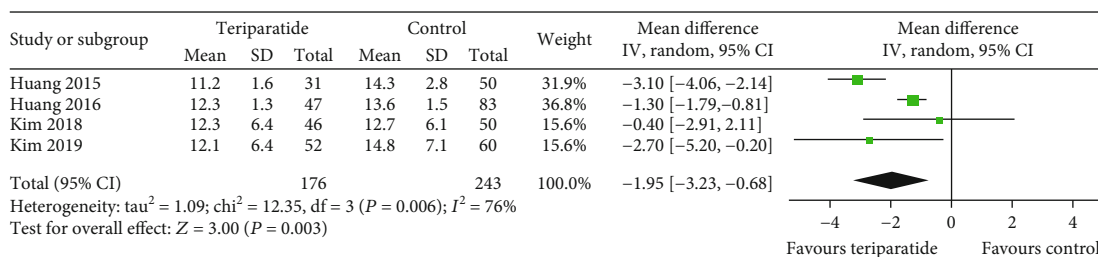 Study or subgroup Teriparatide Control Weight Mean difference IV, random, 95% CI Mean difference IV, random, 95% CI
Mean SD Total Mean SD Total
Huang 2015 11.2 1.6 31 14.3 2.8 50 31.9% −3.10 [−4.06, −2.14]
Huang 2016 12.3 1.3 47 13.6 1.5 83 36.8% −1.30 [−1.79,−0.81]
Kim 2018 12.3 6.4 46 12.7 6.1 50 15.6% −0.40 [−2.91, 2.11]
Kim 2019 12.1 6.4 52 14.8 7.1 60 15.6% −2.70 [−5.20, −0.20]
Total (95% CI) 176 243 100.0% −1.95 [−3.23, −0.68]
Heterogeneity: tau² = 1.09; chi² = 12.35, df = 3 (P = 0.006); I² = 76%
Test for overall effect: Z = 3.00 (P = 0.003)
−4 −2 0 2 4
Favours teriparatide Favours control